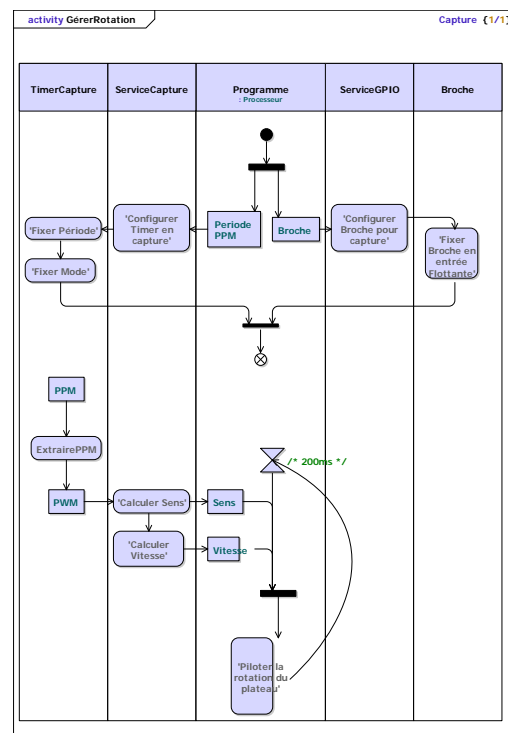 activity GérerRotation
Capture {1/1}
TimerCapture
ServiceCapture
Programme
: Processeur
ServiceGPIO
Broche
'Fixer Période'
'Configurer
Timer en
capture'
Periode
PPM
Broche
'Configurer
Broche pour
capture'
'Fixer
Broche en
entrée
Flottante'
'Fixer Mode'
PPM
ExtrairePPM
/* 200ms */
PWM
'Calculer Sens'
Sens
'Calculer
Vitesse'
Vitesse
'Piloter la
rotation du
plateau'